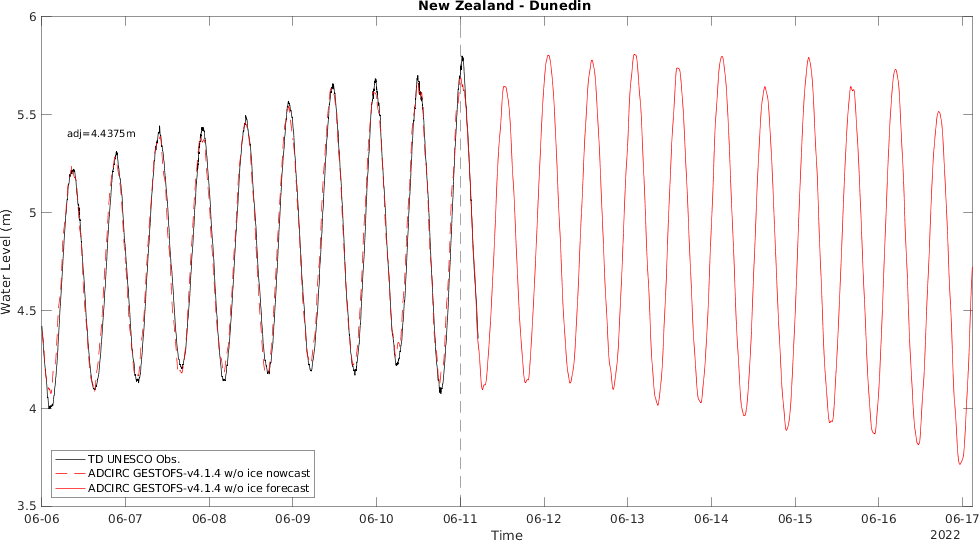 New Zealand - Dunedin
6
5.5
5
4.5
4
3.5
Water Level (m)
adj=4.4375m
TD UNESCO Obs.
ADCIRC GESTOFS-v4.1.4 w/o ice nowcast
ADCIRC GESTOFS-v4.1.4 w/o ice forecast
06-06 06-07 06-08 06-09 06-10 06-11 06-12 06-13 06-14 06-15 06-16 06-17
Time
2022